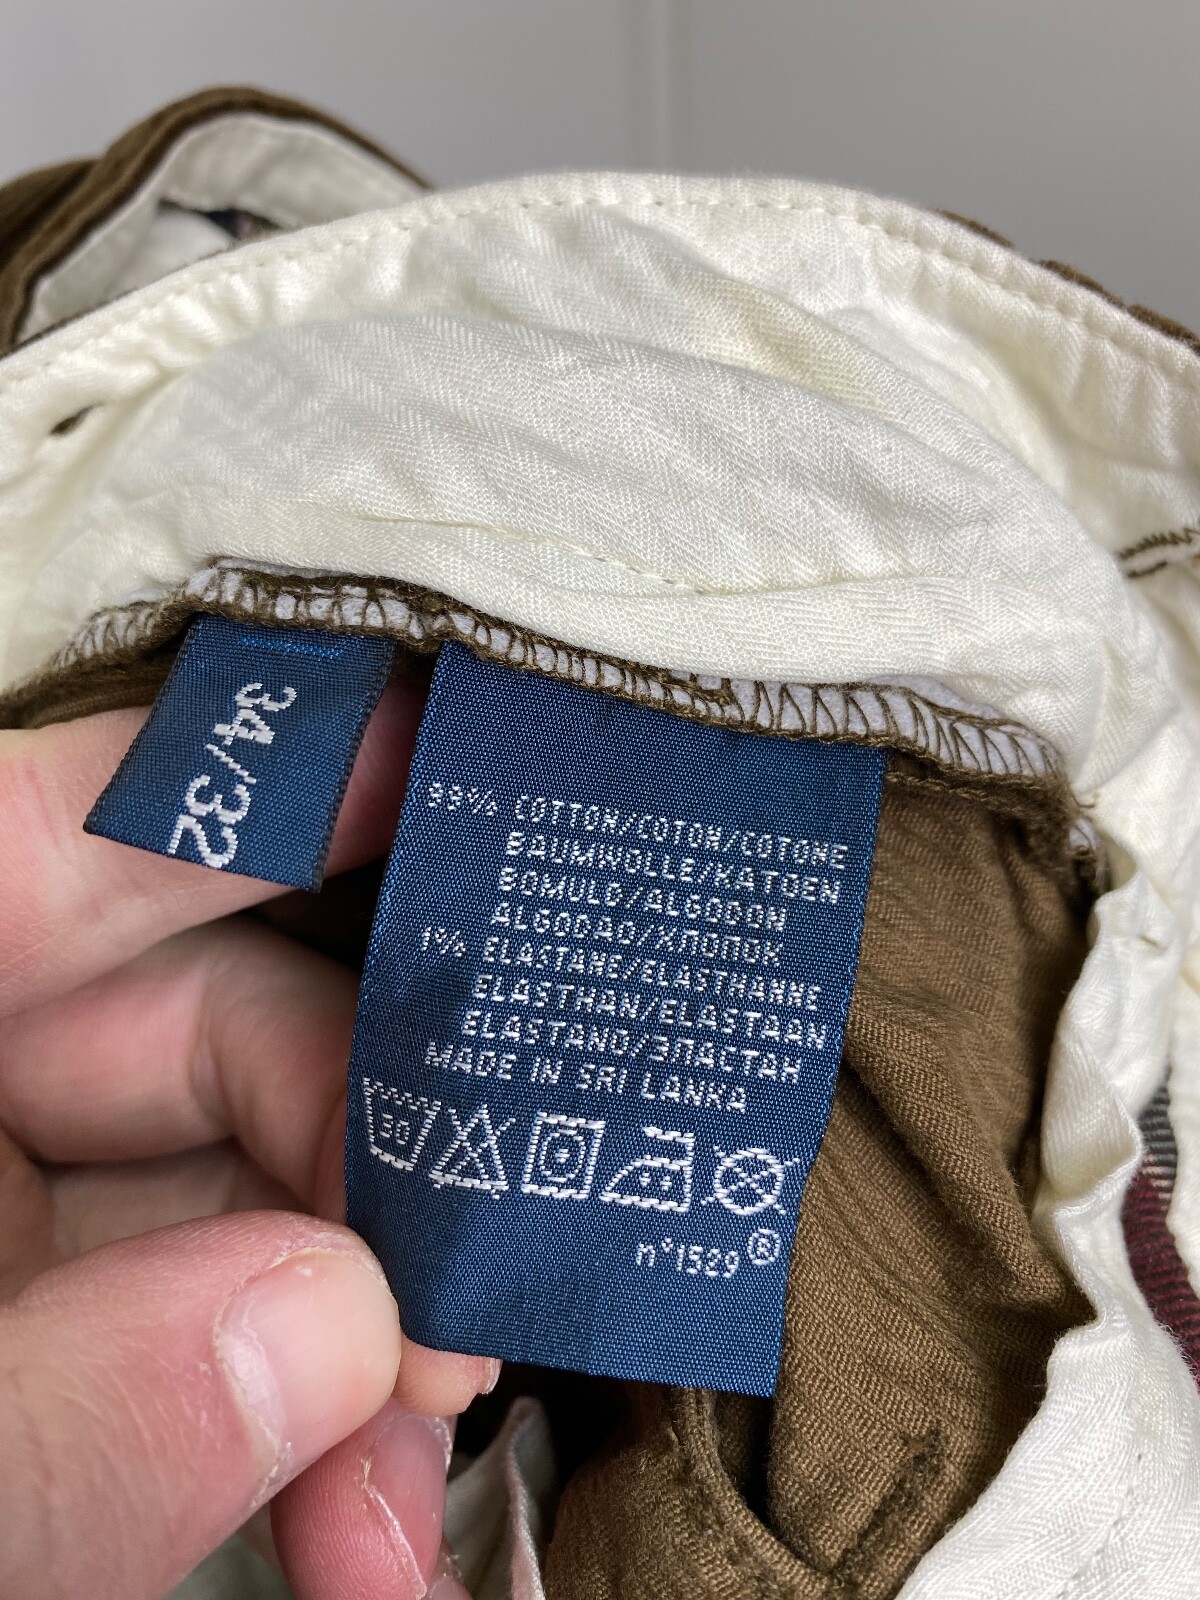 34/32
99% COTTON/COTON/COTONE
BAUMWOLLE/KATOEN
BOMULD/ALGODON
ALGODAO/ХЛОПОК
1% ELASTANE/ELASTHANNE
ELASTHAN/ELASTAAN
ELASTANO/ЭЛАСТАН
MADE IN SRI LANKA
30
n°1529®